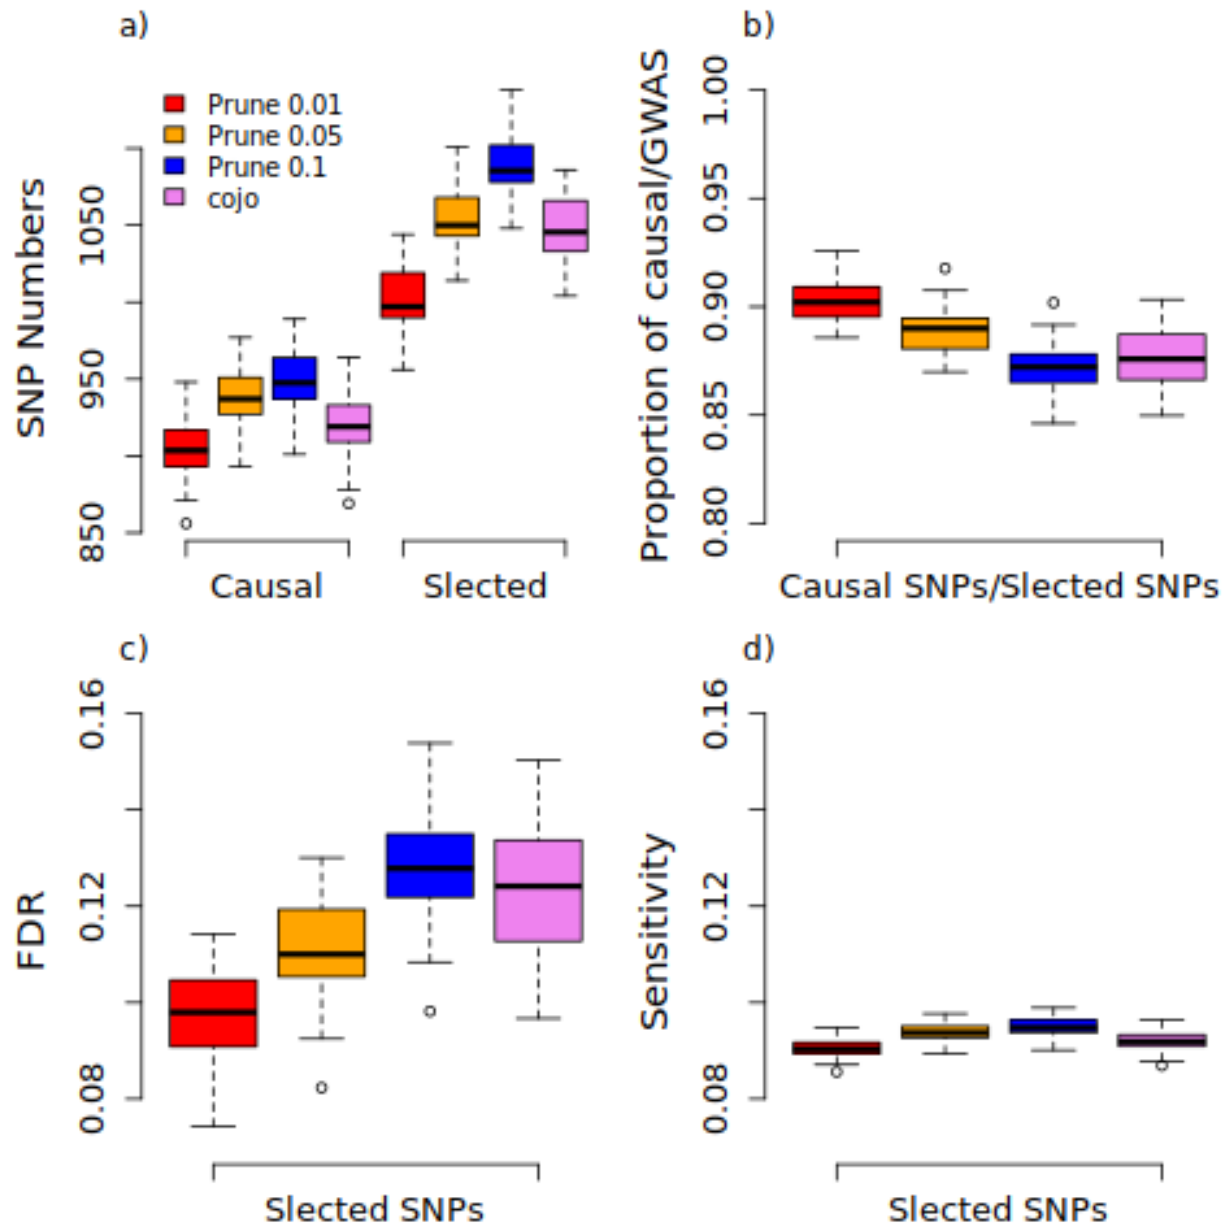 a)
Prune 0.01
Prune 0.05
Prune 0.1
cojo
SNP Numbers
850
950
1050
Causal
Slected
b)
Proportion of causal/GWAS
0.80
0.85
0.90
0.95
1.00
Causal SNPs/Slected SNPs
c)
FDR
0.08
0.12
0.16
Slected SNPs
d)
Sensitivity
0.08
0.12
0.16
Slected SNPs